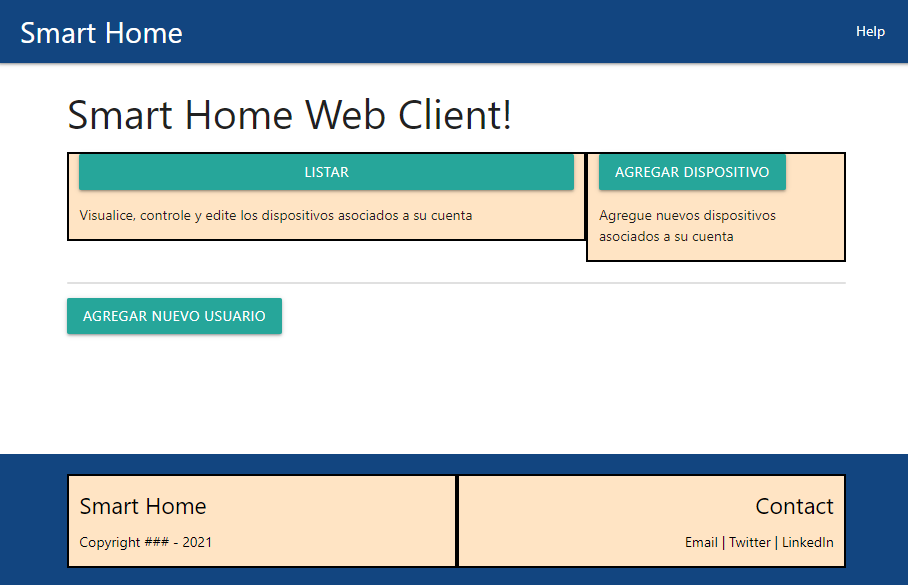 Smart Home
Help
Smart Home Web Client!
LISTAR
Visualice, controle y edite los dispositivos asociados a su cuenta
AGREGAR DISPOSITIVO
Agregue nuevos dispositivos
asociados a su cuenta
AGREGAR NUEVO USUARIO
Smart Home
Copyright ### - 2021
Contact
Email | Twitter | LinkedIn